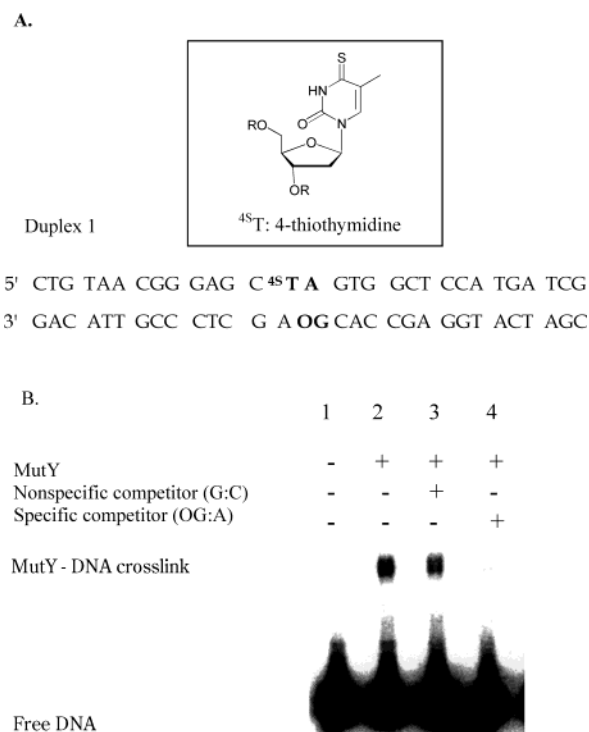 A.
S
HN
O
N
RO
O
OR
4ST: 4-thiothymidine
Duplex 1
5' CTG TAA CGG GAG C 4S T A GTG GCT CCA TGA TCG
3' GAC ATT GCC CTC G A OG CAC CGA GGT ACT AGC
B.
1 2 3 4
MutY - + + +
Nonspecific competitor (G:C) - - + -
Specific competitor (OG:A) - - - +
MutY - DNA crosslink
Free DNA